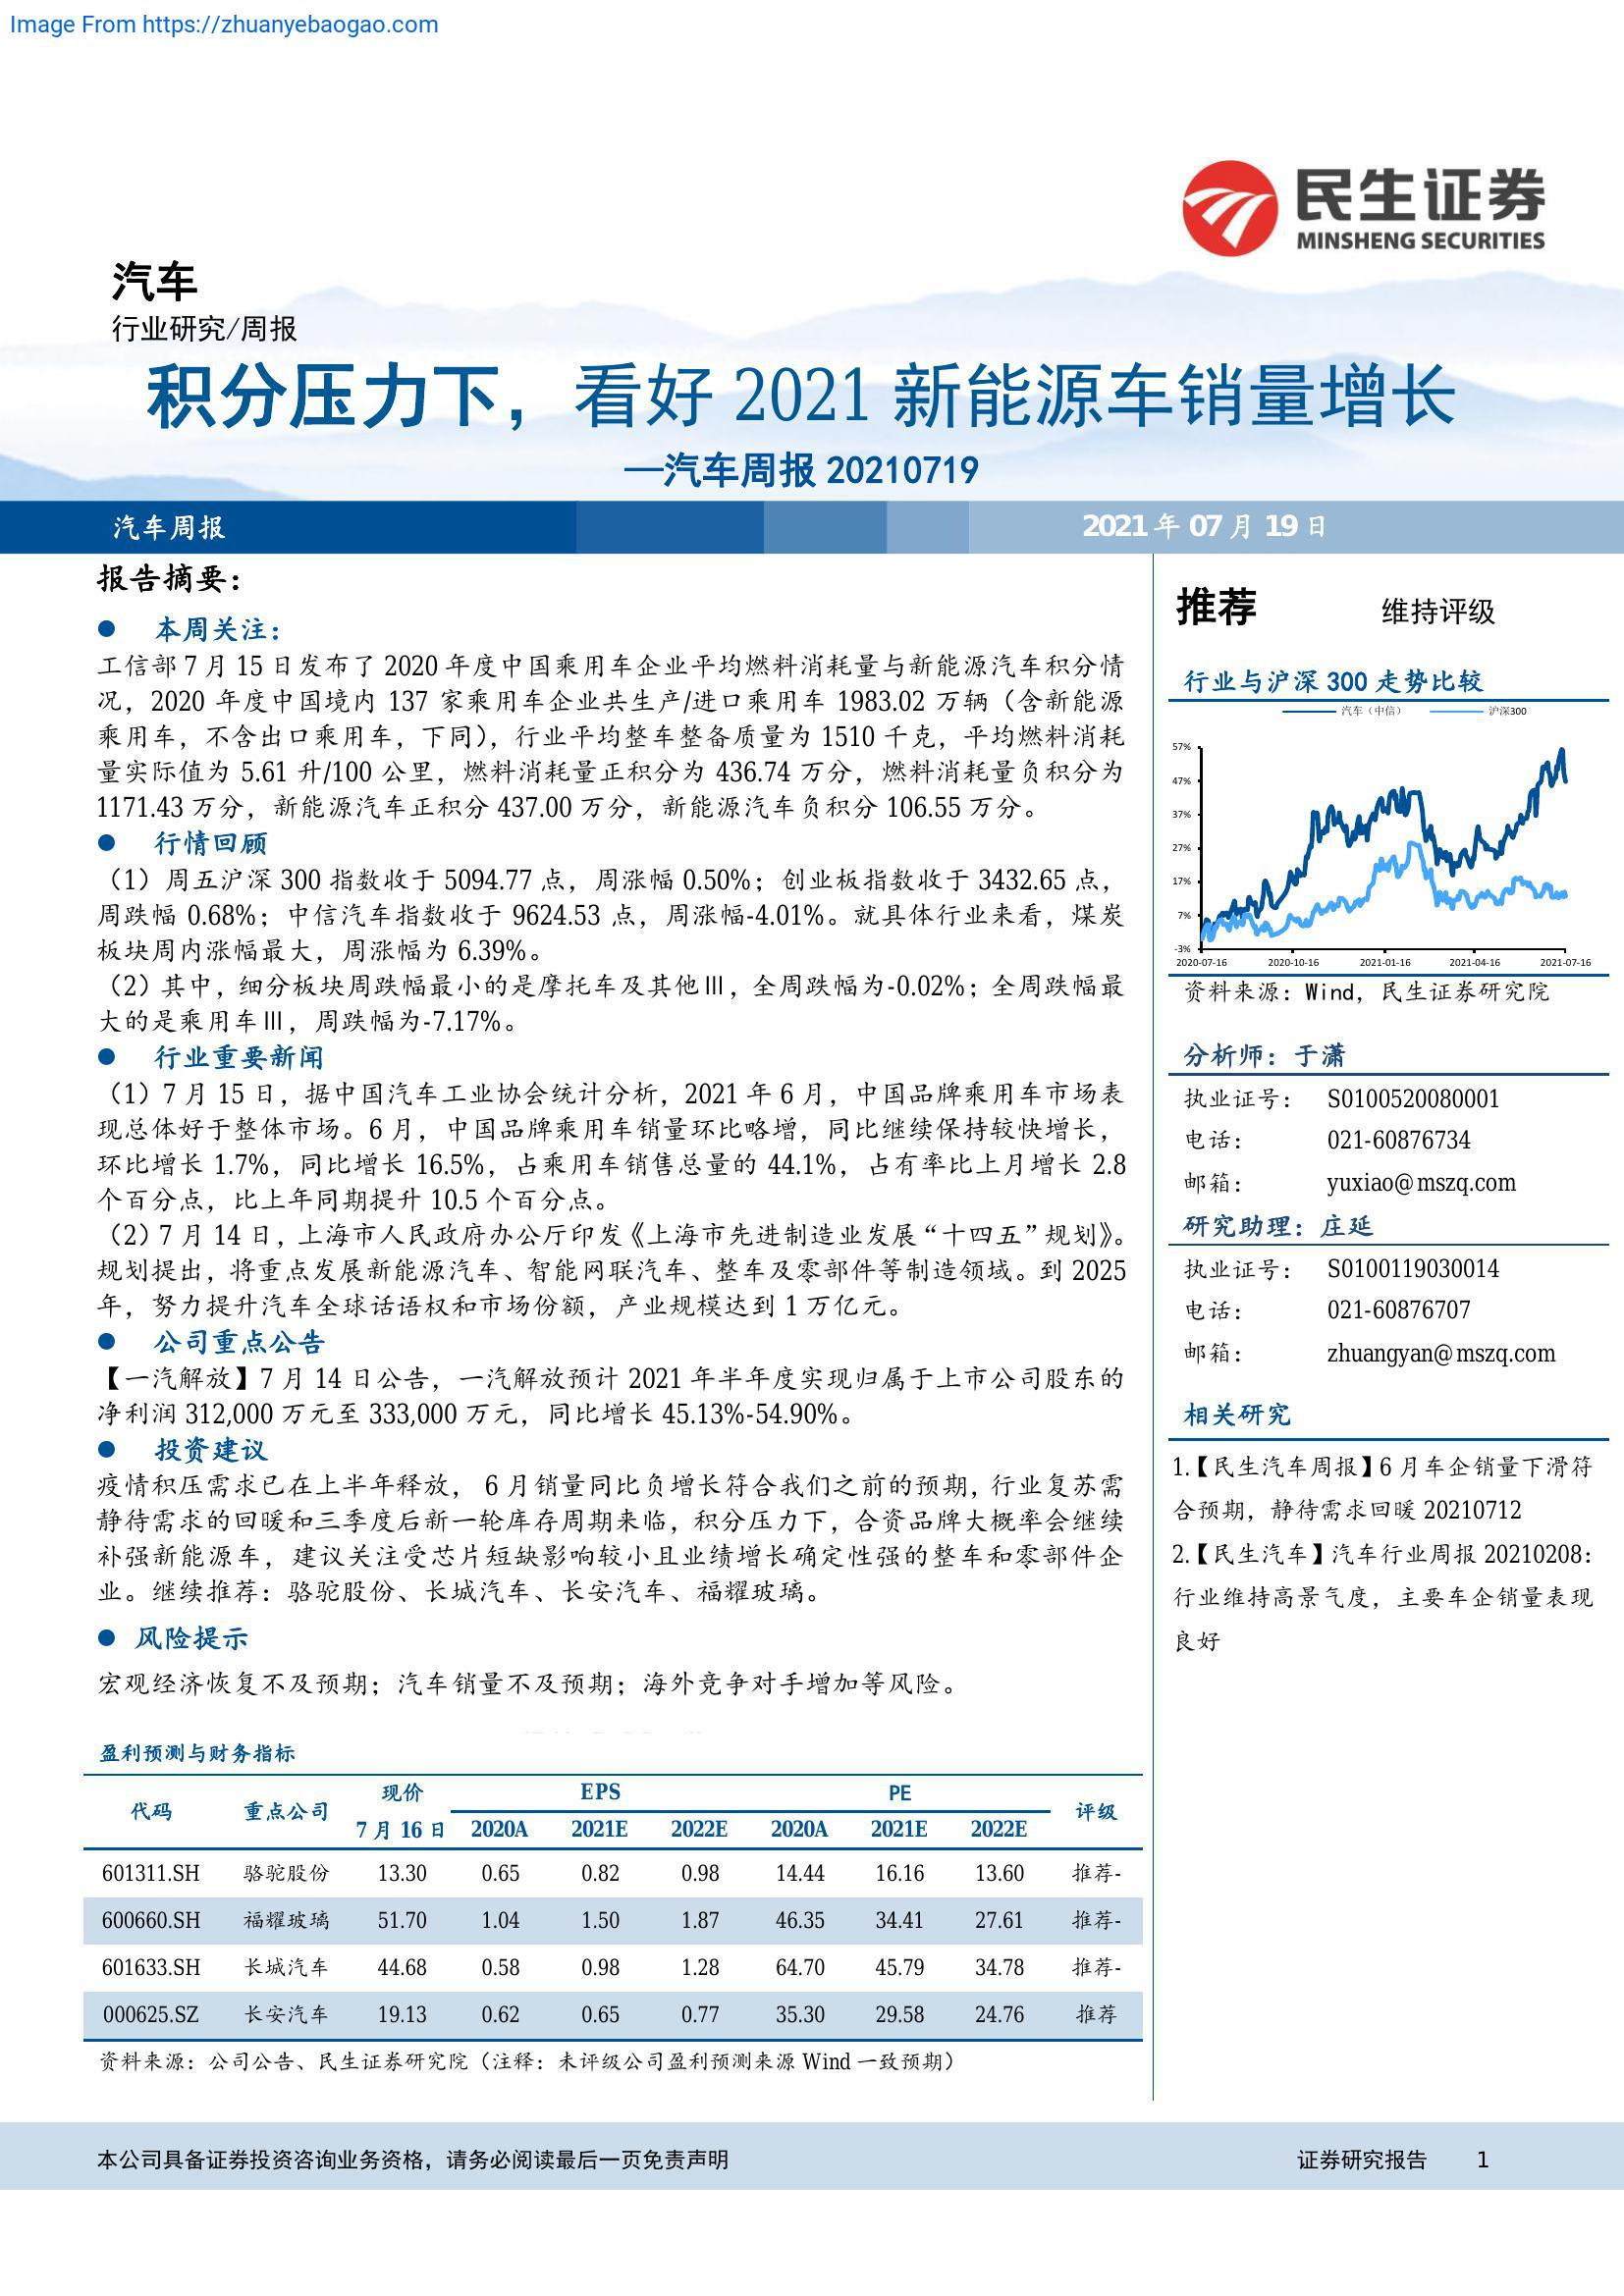 Image From https://zhuanyebaogao.com
民生证券
MINSHENG SECURITIES
汽车
行业研究/周报
积分压力下，看好 2021 新能源车销量增长
—汽车周报 20210719
汽车周报
2021 年 07 月 19 日
报告摘要：
● 本周关注：
工信部 7 月 15 日发布了 2020 年度中国乘用车企业平均燃料消耗量与新能源汽车积分情
况，2020 年度中国境内 137 家乘用车企业共生产/进口乘用车 1983.02 万辆（含新能源
乘用车，不含出口乘用车，下同），行业平均整车整备质量为 1510 千克，平均燃料消耗
量实际值为 5.61 升/100 公里，燃料消耗量正积分为 436.74 万分，燃料消耗量负积分为
1171.43 万分，新能源汽车正积分 437.00 万分，新能源汽车负积分 106.55 万分。
● 行情回顾
（1）周五沪深 300 指数收于 5094.77 点，周涨幅 0.50%；创业板指数收于 3432.65 点，
周跌幅 0.68%；中信汽车指数收于 9624.53 点，周涨幅-4.01%。就具体行业来看，煤炭
板块周内涨幅最大，周涨幅为 6.39%。
（2）其中，细分板块周跌幅最小的是摩托车及其他Ⅲ，全周跌幅为-0.02%；全周跌幅最
大的是乘用车Ⅲ，周跌幅为-7.17%。
● 行业重要新闻
（1）7 月 15 日，据中国汽车工业协会统计分析，2021 年 6 月，中国品牌乘用车市场表
现总体好于整体市场。6 月，中国品牌乘用车销量环比略增，同比继续保持较快增长，
环比增长 1.7%，同比增长 16.5%，占乘用车销售总量的 44.1%，占有率比上月增长 2.8
个百分点，比上年同期提升 10.5 个百分点。
（2）7 月 14 日，上海市人民政府办公厅印发《上海市先进制造业发展“十四五”规划》。
规划提出，将重点发展新能源汽车、智能网联汽车、整车及零部件等制造领域。到 2025
年，努力提升汽车全球话语权和市场份额，产业规模达到 1 万亿元。
● 公司重点公告
【一汽解放】7 月 14 日公告，一汽解放预计 2021 年半年度实现归属于上市公司股东的
净利润 312,000 万元至 333,000 万元，同比增长 45.13%-54.90%。
● 投资建议
疫情积压需求已在上半年释放， 6 月销量同比负增长符合我们之前的预期，行业复苏需
静待需求的回暖和三季度后新一轮库存周期来临，积分压力下，合资品牌大概率会继续
补强新能源车，建议关注受芯片短缺影响较小且业绩增长确定性强的整车和零部件企
业。继续推荐：骆驼股份、长城汽车、长安汽车、福耀玻璃。
● 风险提示
宏观经济恢复不及预期；汽车销量不及预期；海外竞争对手增加等风险。
盈利预测与财务指标
代码 重点公司 现价 EPS PE 评级
7 月 16 日 2020A 2021E 2022E 2020A 2021E 2022E
601311.SH 骆驼股份 13.30 0.65 0.82 0.98 14.44 16.16 13.60 推荐-
600660.SH 福耀玻璃 51.70 1.04 1.50 1.87 46.35 34.41 27.61 推荐-
601633.SH 长城汽车 44.68 0.58 0.98 1.28 64.70 45.79 34.78 推荐-
000625.SZ 长安汽车 19.13 0.62 0.65 0.77 35.30 29.58 24.76 推荐
资料来源：公司公告、民生证券研究院（注释：未评级公司盈利预测来源 Wind 一致预期）
推荐 维持评级
行业与沪深 300 走势比较
汽车（中信） 沪深300
57%
47%
37%
27%
17%
7%
-3%
2020-07-16 2020-10-16 2021-01-16 2021-04-16 2021-07-16
资料来源：Wind，民生证券研究院
分析师：于潇
执业证号： S0100520080001
电话： 021-60876734
邮箱： yuxiao@mszq.com
研究助理：庄延
执业证号： S0100119030014
电话： 021-60876707
邮箱： zhuangyan@mszq.com
相关研究
1.【民生汽车周报】6 月车企销量下滑符
合预期，静待需求回暖 20210712
2.【民生汽车】汽车行业周报 20210208：
行业维持高景气度，主要车企销量表现
良好
本公司具备证券投资咨询业务资格，请务必阅读最后一页免责声明
证券研究报告 1